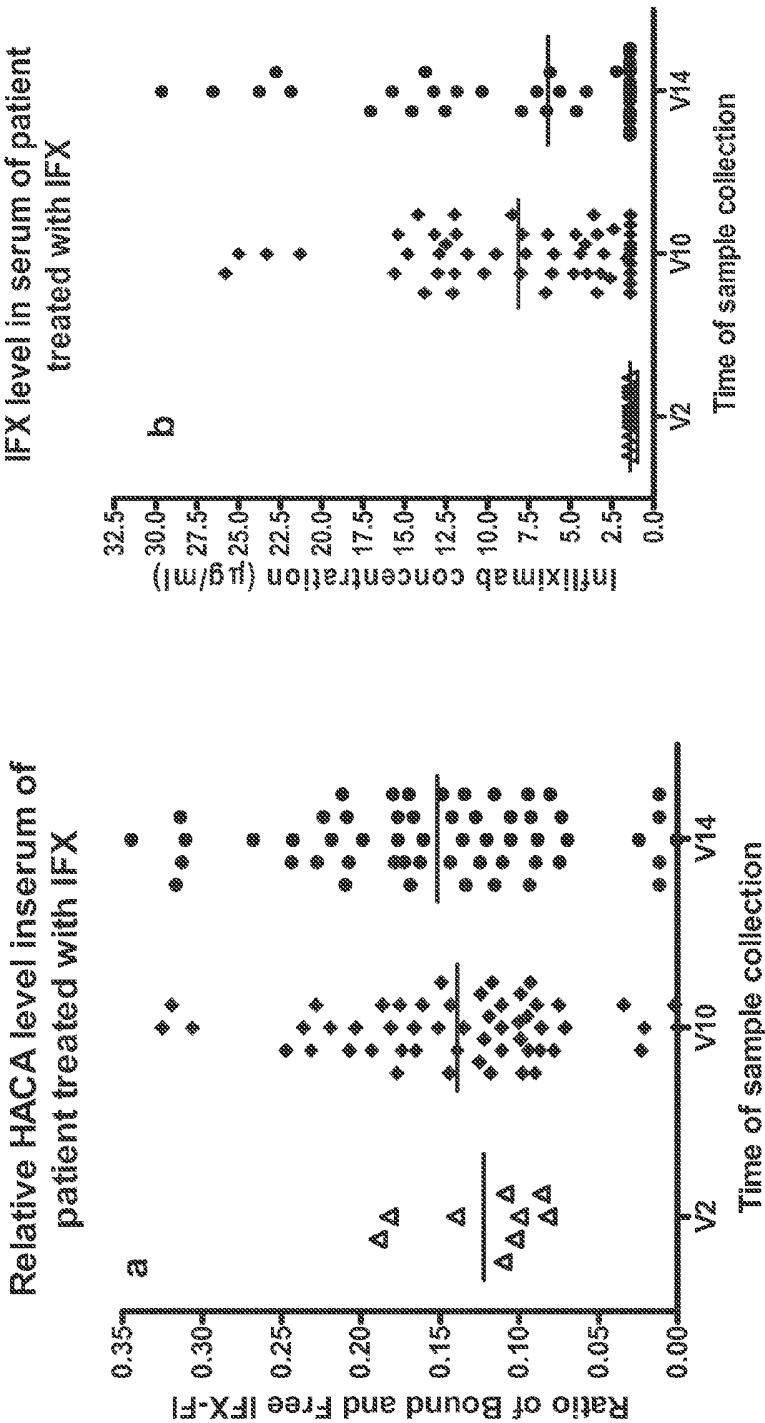 Relative HACA level inserum of
patient treated with IFX
a
Ratio of Bound and Free IFX-Fl
0.35
0.30
0.25
0.20
0.15
0.10
0.05
0.00
V2
V10
V14
Time of sample collection
IFX level in serum of patient
treated with IFX
b
Infliximab concentration (µg/ml)
32.5
30.0
27.5
25.0
22.5
20.0
17.5
15.0
12.5
10.0
7.5
5.0
2.5
0.0
V2
V10
V14
Time of sample collection